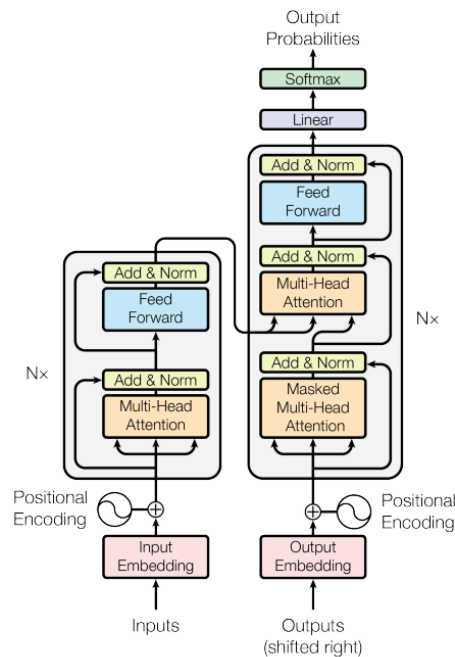 Output
Probabilities
Softmax
Linear
Add & Norm
Feed
Forward
Add & Norm
Multi-Head
Attention
Add & Norm
Masked
Multi-Head
Attention
Nx
Positional
Encoding
Output
Embedding
Outputs
(shifted right)
Add & Norm
Feed
Forward
Add & Norm
Multi-Head
Attention
Nx
Positional
Encoding
Input
Embedding
Inputs